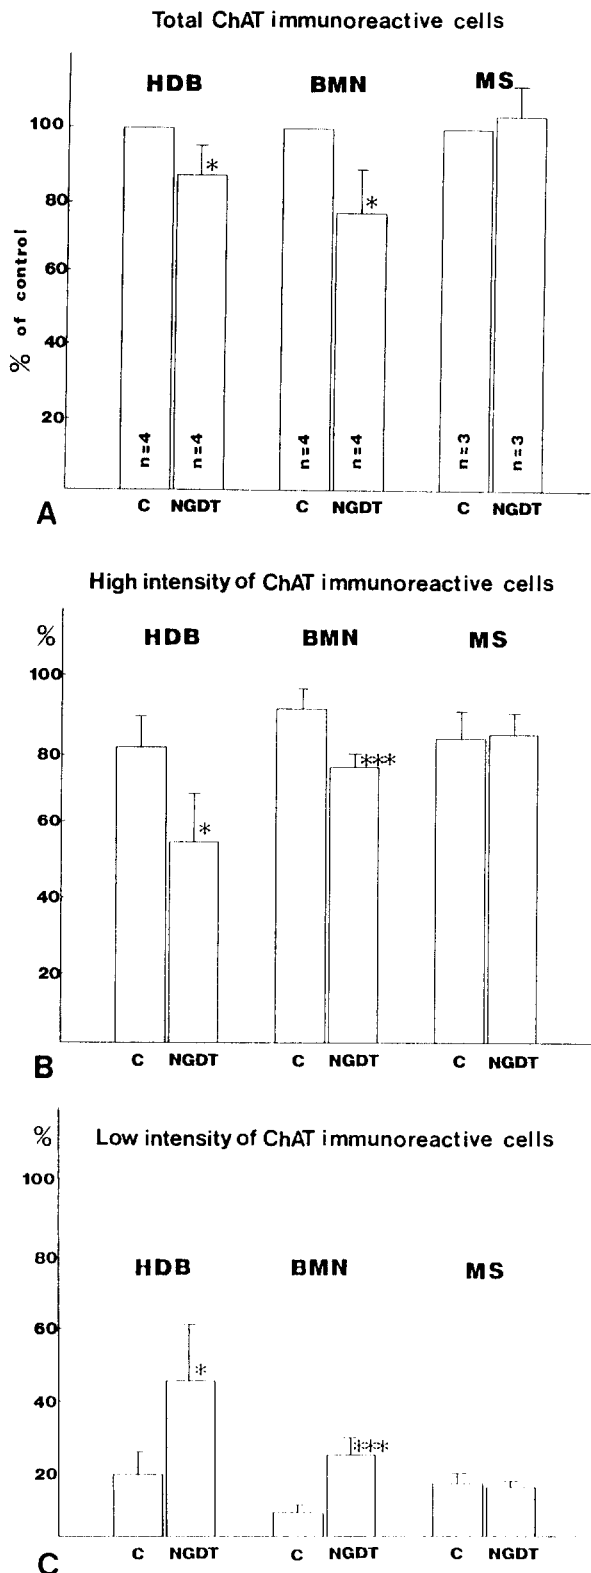 Total ChAT immunoreactive cells
HDB BMN MS
100
80
60
40
20
% of control
* *
n=4 n=4 n=4 n=4 n=3 n=3
C NGDT C NGDT C NGDT
A
High intensity of ChAT immunoreactive cells
%
HDB BMN MS
100
80
60
40
20
* ***
C NGDT C NGDT C NGDT
B
% Low intensity of ChAT immunoreactive cells
100
80
HDB BMN MS
60
40
20
* ***
C NGDT C NGDT C NGDT
C